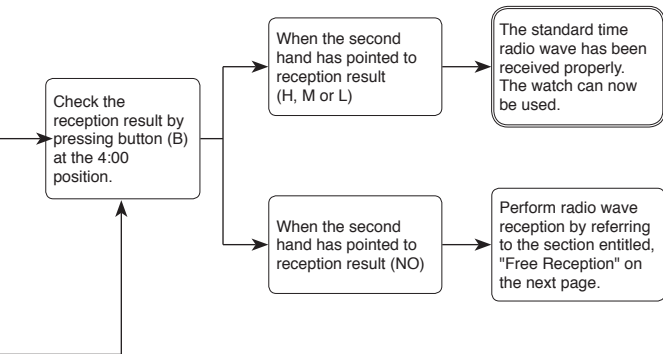 Check the
reception result by
pressing button (B)
at the 4:00
position.
When the second
hand has pointed to
reception result
(H, M or L)
The standard time
radio wave has been
received properly.
The watch can now
be used.
When the second
hand has pointed to
reception result (NO)
Perform radio wave
reception by referring
to the section entitled,
"Free Reception" on
the next page.